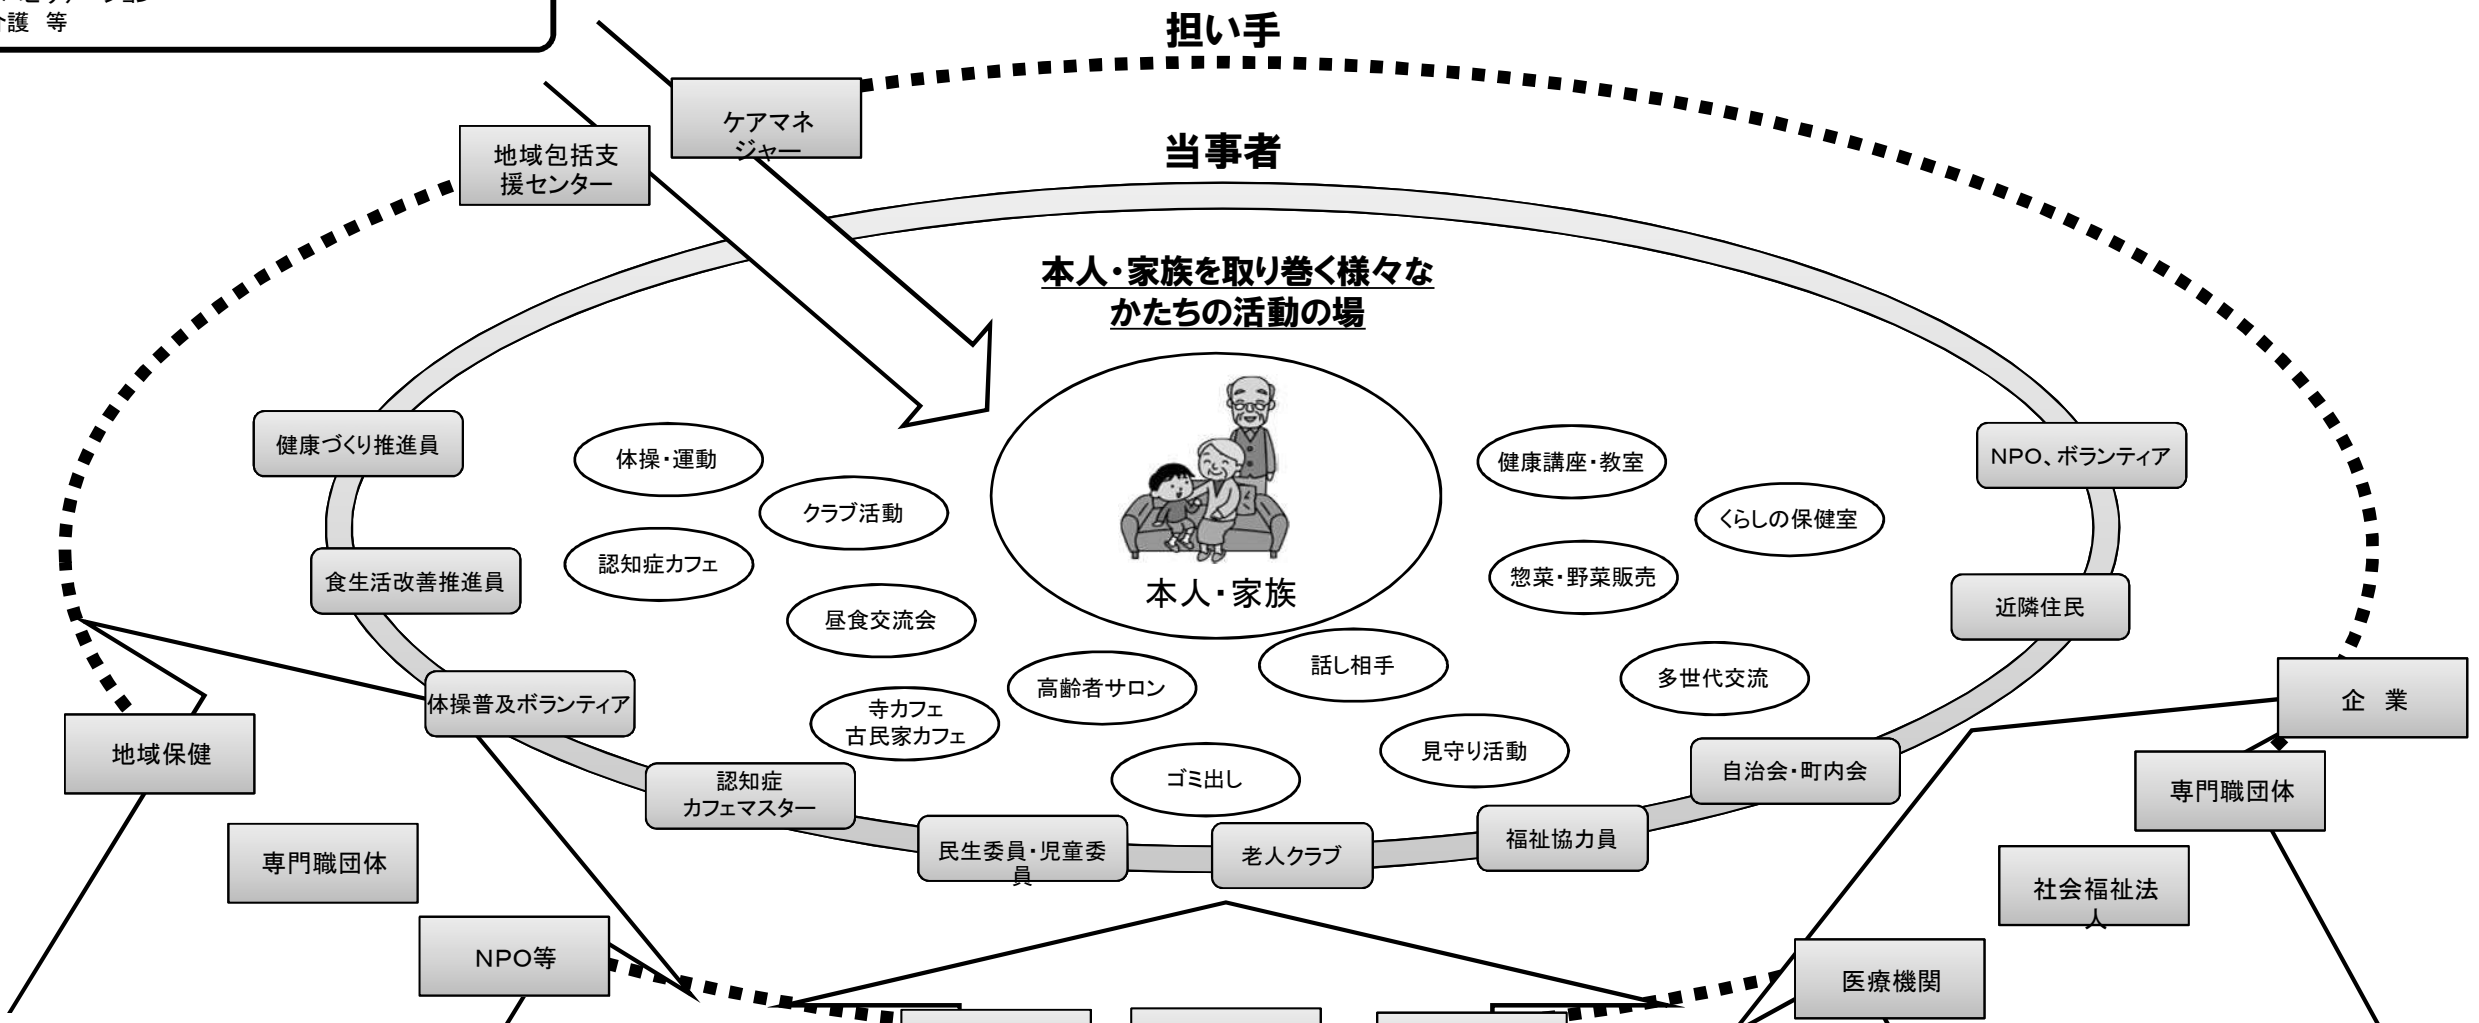 介護 等
担い手
ケアマネ
ジャー
当事者
地域包括支
援センター
本人・家族を取り巻く様々な
かたちの活動の場
健康づくり推進員
体操・運動
健康講座・教室
NPO、ボランティア
クラブ活動
くらしの保健室
認知症カフェ
食生活改善推進員
惣菜・野菜販売
本人・家族
近隣住民
昼食交流会
話し相手
多世代交流
高齢者サロン
体操普及ボランティア
寺カフェ
古民家カフェ
企 業
地域保健
見守り活動
自治会・町内会
ゴミ出し
認知症
カフェマスター
専門職団体
福祉協力員
民生委員・児童委
員
老人クラブ
専門職団体
社会福祉法
人
NPO等
医療機関